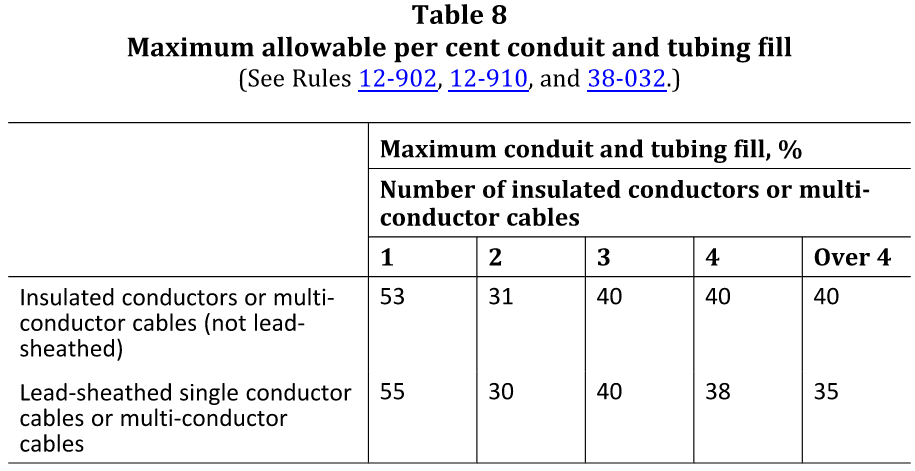 Table 8
Maximum allowable per cent conduit and tubing fill
(See Rules 12-902, 12-910, and 38-032.)
Maximum conduit and tubing fill, %
Number of insulated conductors or multi-
conductor cables
1 2 3 4 Over 4
Insulated conductors or multi- 53 31 40 40 40
conductor cables (not lead-
sheathed)
Lead-sheathed single conductor 55 30 40 38 35
cables or multi-conductor
cables